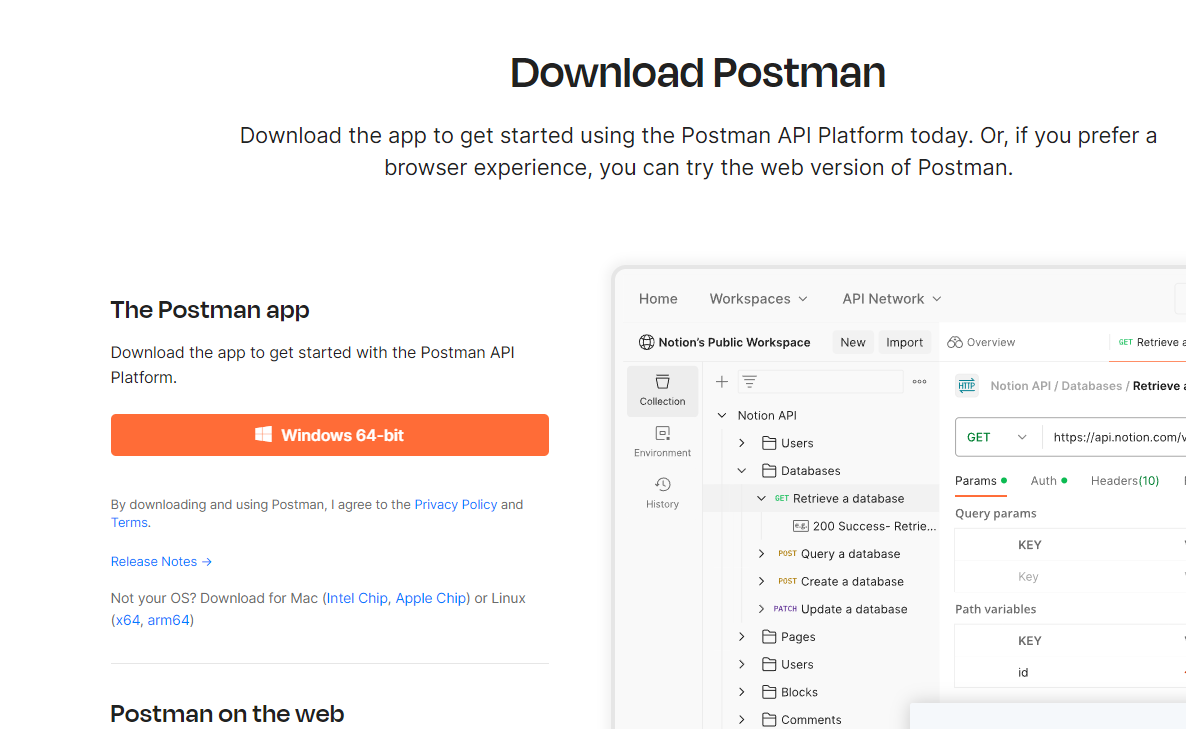 Download Postman
Download the app to get started using the Postman API Platform today. Or, if you prefer a
browser experience, you can try the web version of Postman.
The Postman app
Download the app to get started with the Postman API
Platform.
Windows 64-bit
By downloading and using Postman, I agree to the Privacy Policy and
Terms.
Release Notes →
Not your OS? Download for Mac (Intel Chip, Apple Chip) or Linux
(x64, arm64)
Postman on the web
Home Workspaces API Network
Notion's Public Workspace New Import
Collection
Environment
History
Notion API
Users
Databases
GET Retrieve a database
e.g. 200 Success- Retrie...
POST Query a database
POST Create a database
PATCH Update a database
Pages
Users
Blocks
Comments
Overview GET Retrieve a
HTTP Notion API / Databases / Retrieve a
GET https://api.notion.com/v
Params Auth Headers(10)
Query params
KEY
Key
Path variables
KEY
id